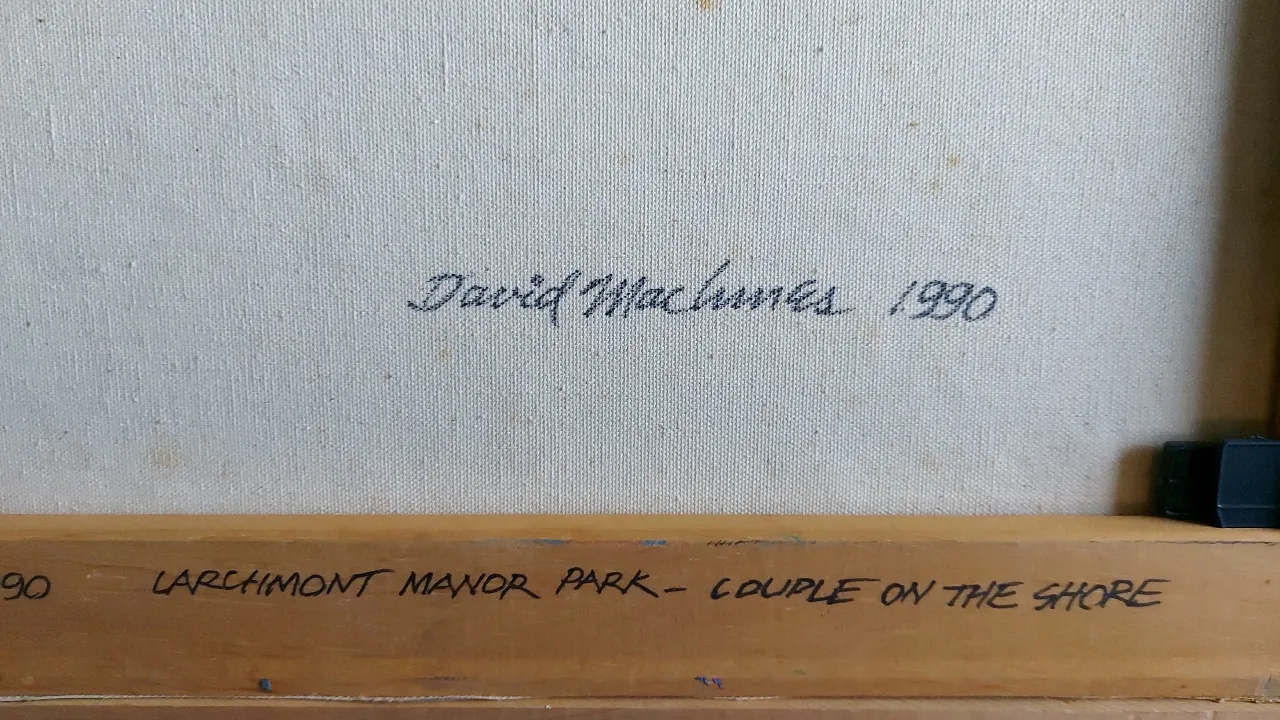 David MacInnes 1990
90 LARCHMONT MANOR PARK – COUPLE ON THE SHORE